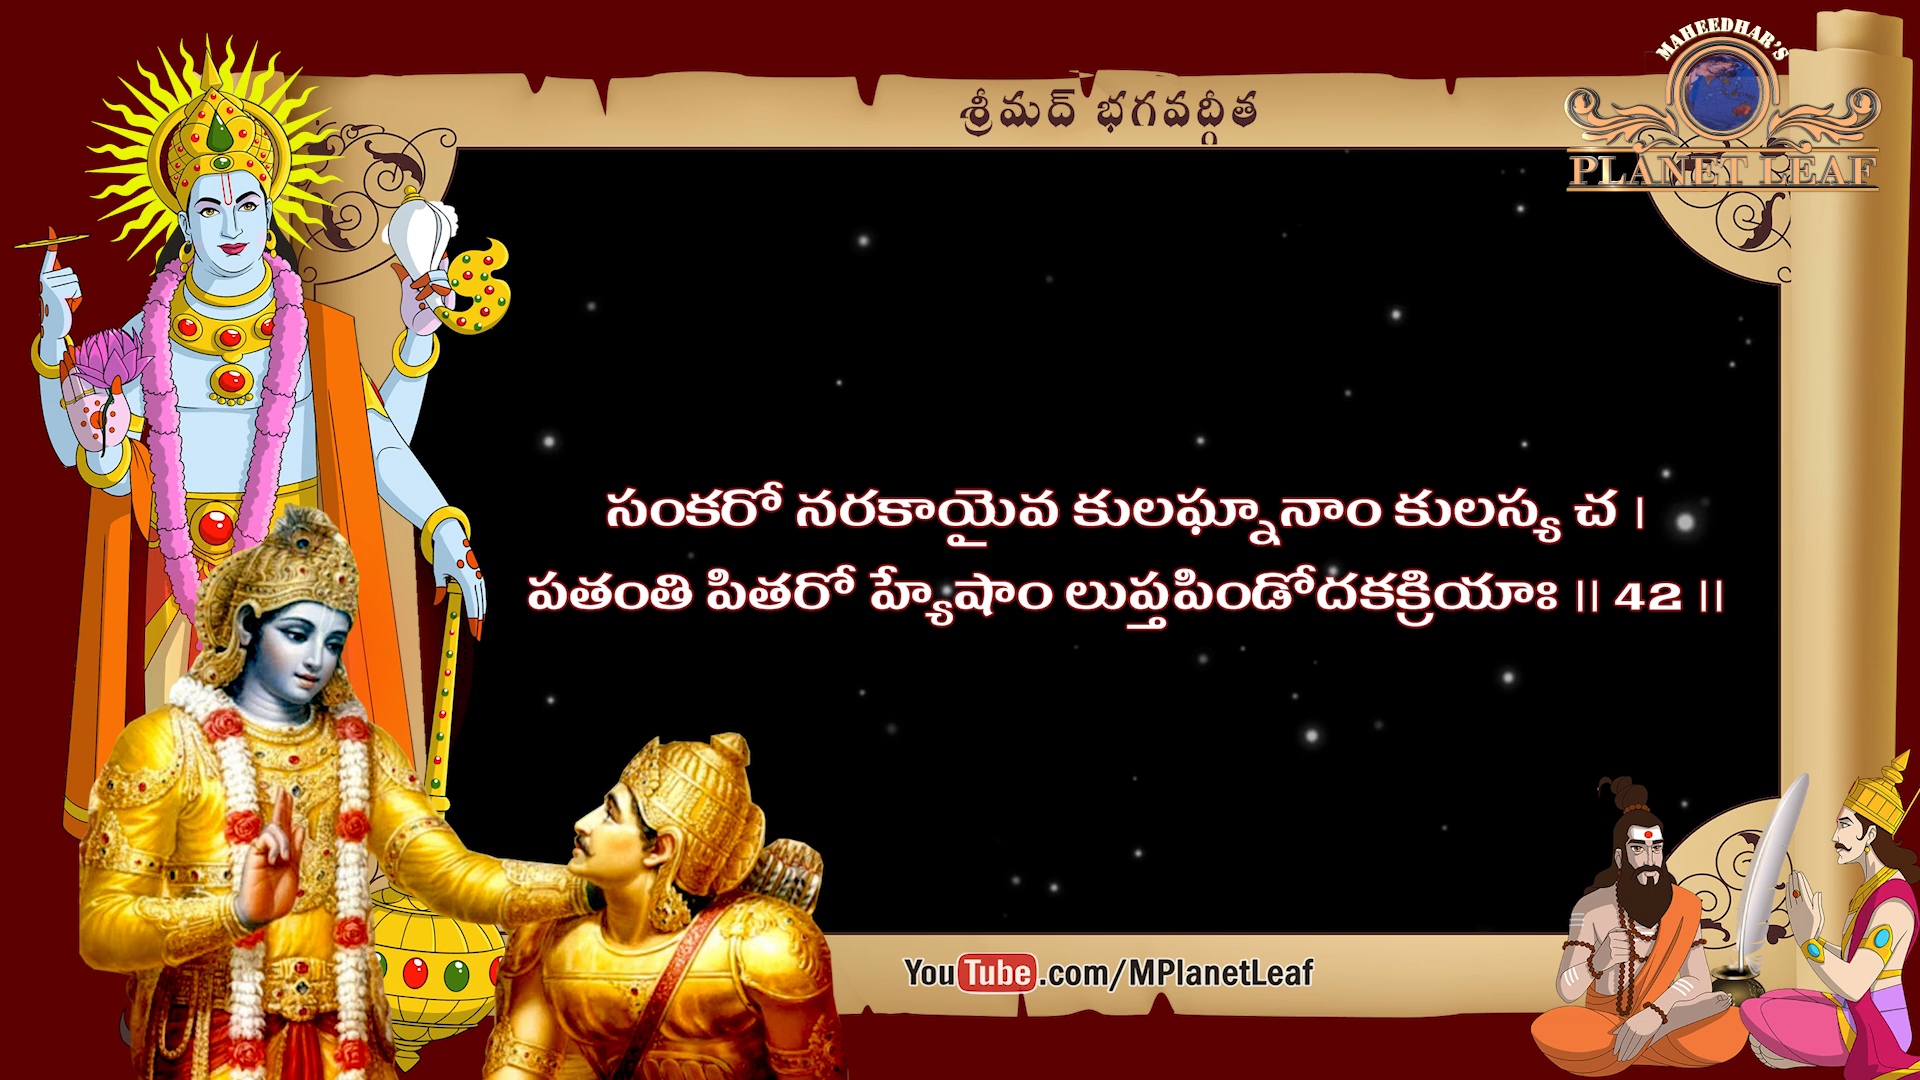 శ్రీమద్ భగవద్గీత
MAHEEDHAR'S
PLANET LEAF
సంకరో నరకాయైవ కులఘ్నానాం కులస్య చ |
పతంతి పితరో హ్యేషాం లుప్తపిండోదకక్రియాః || 42 ||
YouTube.com/MPlanetLeaf